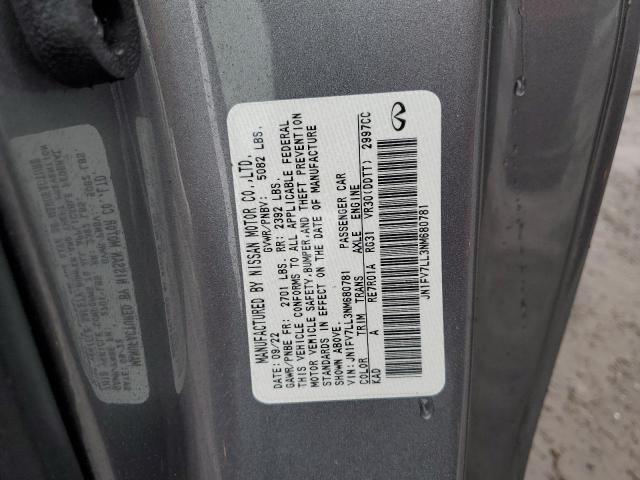 MANUFACTURED BY NISSAN MOTOR CO.,LTD.
DATE: 09/22 GVWR/PNBV: 5082 LBS.
GAWR/PNBE FR: 2701 LBS. RR: 2392 LBS.
THIS VEHICLE CONFORMS TO ALL APPLICABLE FEDERAL
MOTOR VEHICLE SAFETY, BUMPER, AND THEFT PREVENTION
STANDARDS IN EFFECT ON THE DATE OF MANUFACTURE
SHOWN ABOVE.
VIN: JN1FV7LL3NM680781 PASSENGER CAR
COLOR TRIM TRANS AXLE ENGINE
KAD A RE7R01A RG31 VR30(DDTT) 2997CC
JN1FV7LL3NM680781